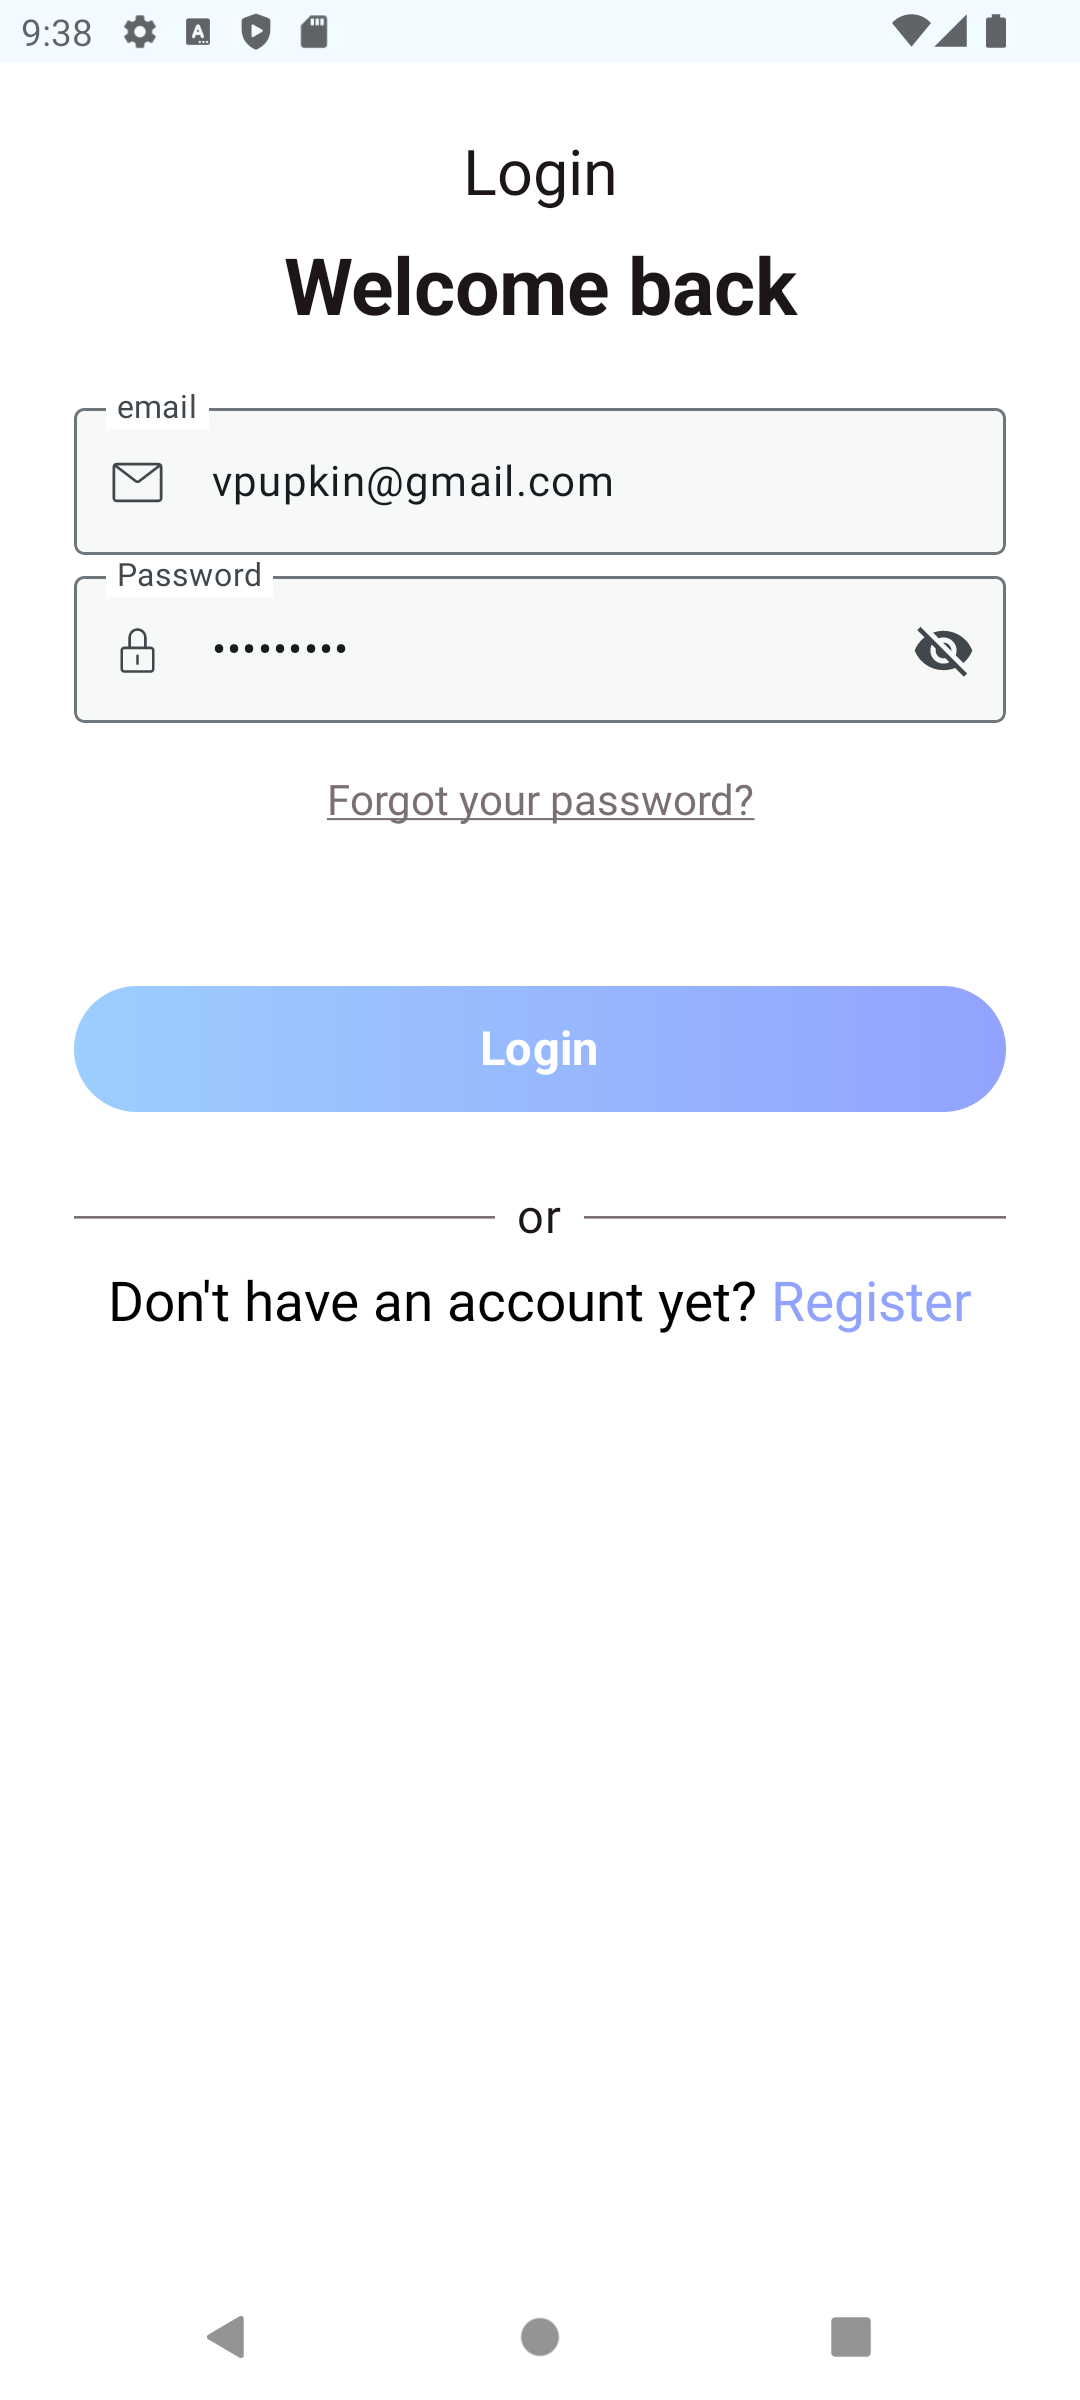 9:38
Login
Welcome back
email
vpupkin@gmail.com
Password
•••••••••
Forgot your password?
Login
or
Don't have an account yet? Register